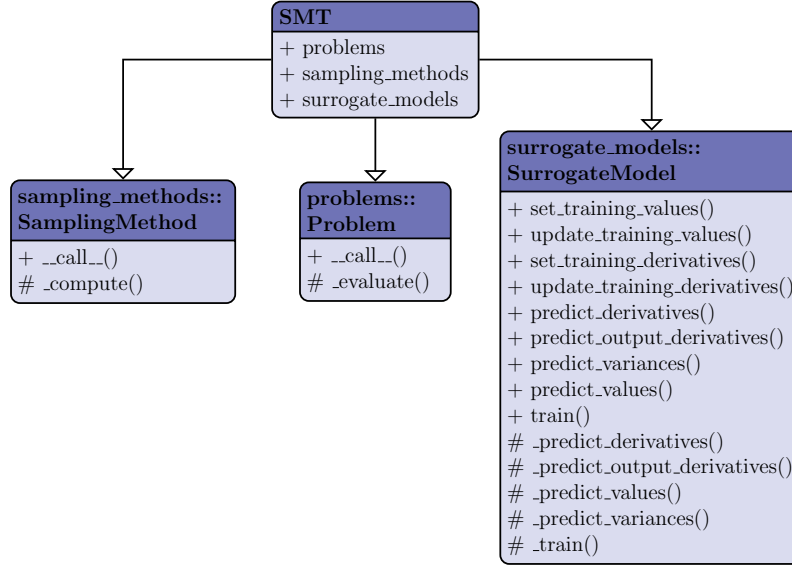 SMT
+ problems
+ sampling_methods
+ surrogate_models
sampling_methods::
SamplingMethod
+ __call__()
# _compute()
problems::
Problem
+ __call__()
# _evaluate()
surrogate_models::
SurrogateModel
+ set_training_values()
+ update_training_values()
+ set_training_derivatives()
+ update_training_derivatives()
+ predict_derivatives()
+ predict_output_derivatives()
+ predict_variances()
+ predict_values()
+ train()
# _predict_derivatives()
# _predict_output_derivatives()
# _predict_values()
# _predict_variances()
# _train()